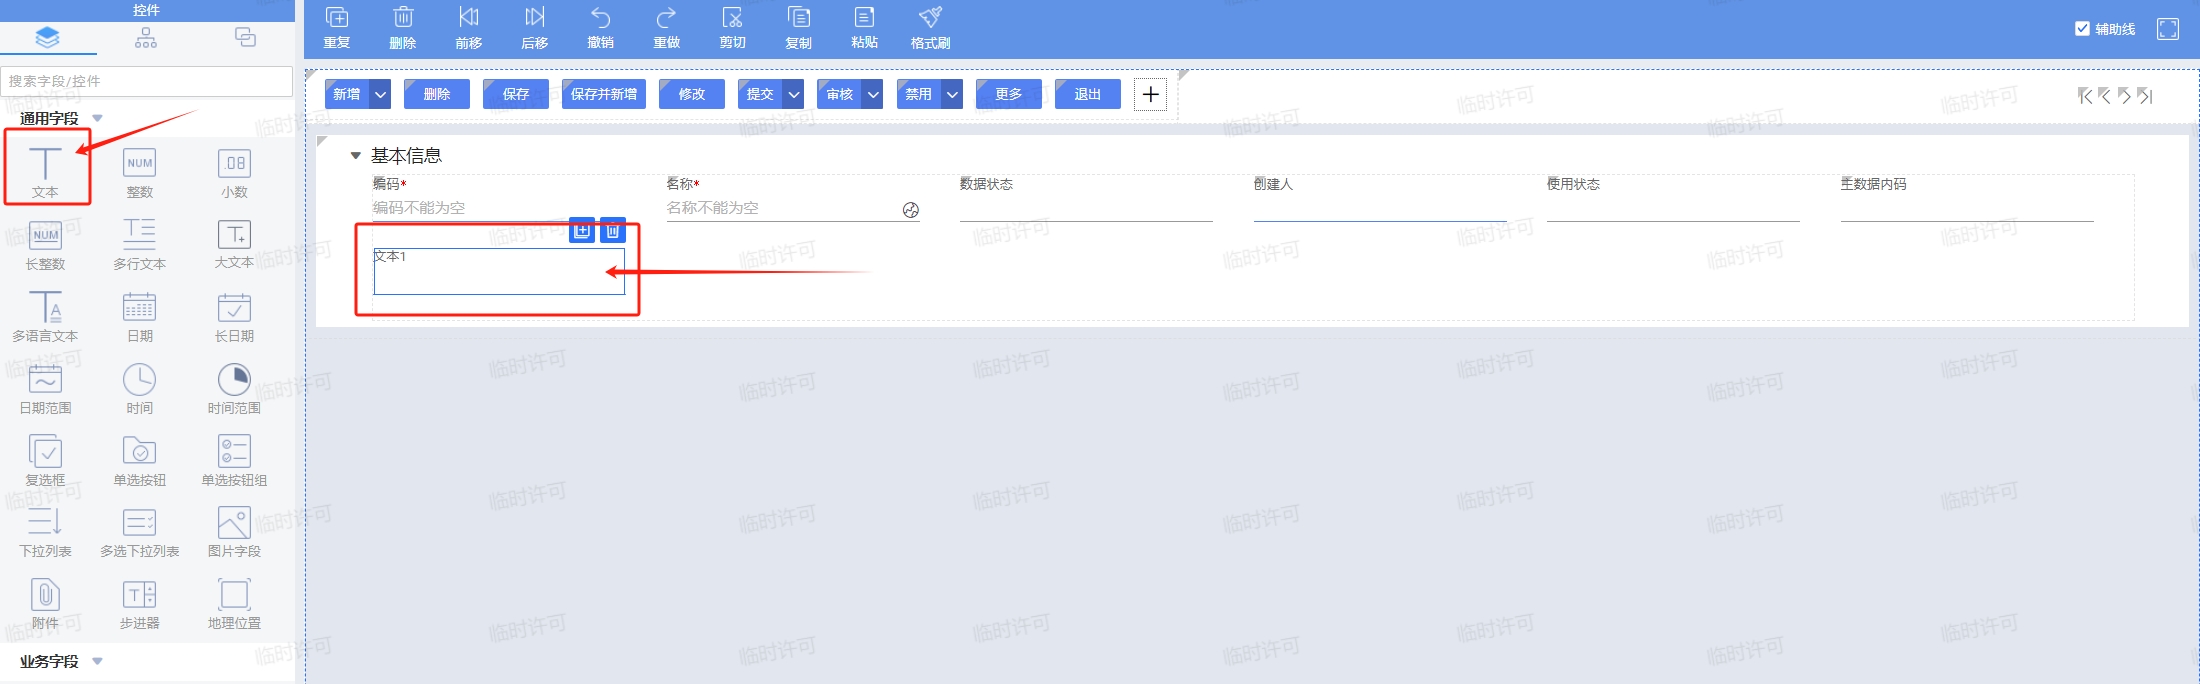 控件
重复 删除 前移 后移 撤销 重做 剪切 复制 粘贴 格式刷 辅助线
搜索字段/控件
新增 删除 保存 保存并新增 修改 提交 审核 禁用 更多 退出
通用字段
文本 整数 小数
长整数 多行文本 大文本
多语言文本 日期 长日期
日期范围 时间 时间范围
复选框 单选按钮 单选按钮组
下拉列表 多选下拉列表 图片字段
附件 步进器 地理位置
业务字段
基本信息
编码* 名称* 数据状态 创建人 使用状态 主数据内码
编码不能为空 名称不能为空
文本1
临时许可